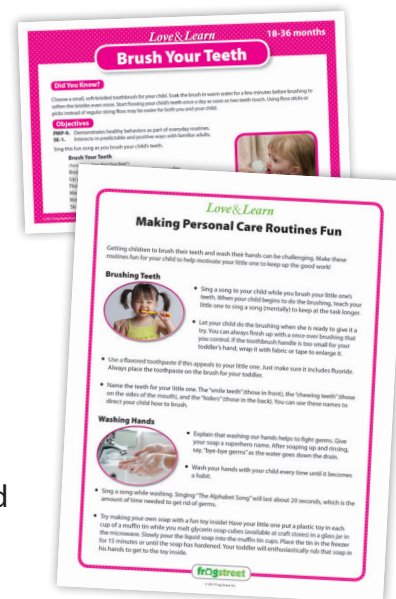 Love&Learn
18-36 months
Brush Your Teeth
Did You Know?
Choose a small, soft-bristled toothbrush for your child. Soak the brush in warm water for a few minutes before brushing to
soften the bristles even more. Start flossing your child's teeth once a day as soon as two teeth touch. Using floss sticks or
picks instead of regular string floss may be easier for both you and your child.
Objectives
PMP-II. Demonstrates healthy behaviors as part of everyday routines.
SE-1. Interacts in predictable and positive ways with familiar adults.
Sing this fun song as you brush your child's teeth.
Brush Your Teeth
Love&Learn
Making Personal Care Routines Fun
Getting children to brush their teeth and wash their hands can be challenging. Make these
routines fun for your child to help motivate your little one to keep up the good work!
Brushing Teeth
• Sing a song to your child while you brush your little one's
teeth. When your child begins to do the brushing, teach your
little one to sing a song (mentally) to keep at the task longer.
• Let your child do the brushing when she is ready to give it a
try. You can always finish up with a once-over brushing that
you control. If the toothbrush handle is too small for your
toddler's hand, wrap it with fabric or tape to enlarge it.
• Use a flavored toothpaste if this appeals to your little one. Just make sure it includes fluoride.
Always place the toothpaste on the brush for your toddler.
• Name the teeth for your little one. The "smile teeth" (those in front), the "chewing teeth" (those
on the sides of the mouth), and the "hiders" (those in the back). You can use these names to
direct your child how to brush.
Washing Hands
• Explain that washing our hands helps to fight germs. Give
your soap a superhero name. After soaping up and rinsing,
say, "bye-bye germs" as the water goes down the drain.
• Wash your hands with your child every time until it becomes
a habit.
• Sing a song while washing. Singing "The Alphabet Song" will last about 20 seconds, which is the
amount of time needed to get rid of germs.
• Try making your own soap with a fun toy inside! Have your little one put a plastic toy in each
cup of a muffin tin while you melt glycerin soap cubes (available at craft stores) in a glass jar in
the microwave. Slowly pour the liquid soap into the muffin tin cups. Place the tin in the freezer
for 15 minutes or until the soap has hardened. Your toddler will enthusiastically rub that soap in
his hands to get to the toy inside.
frogstreet